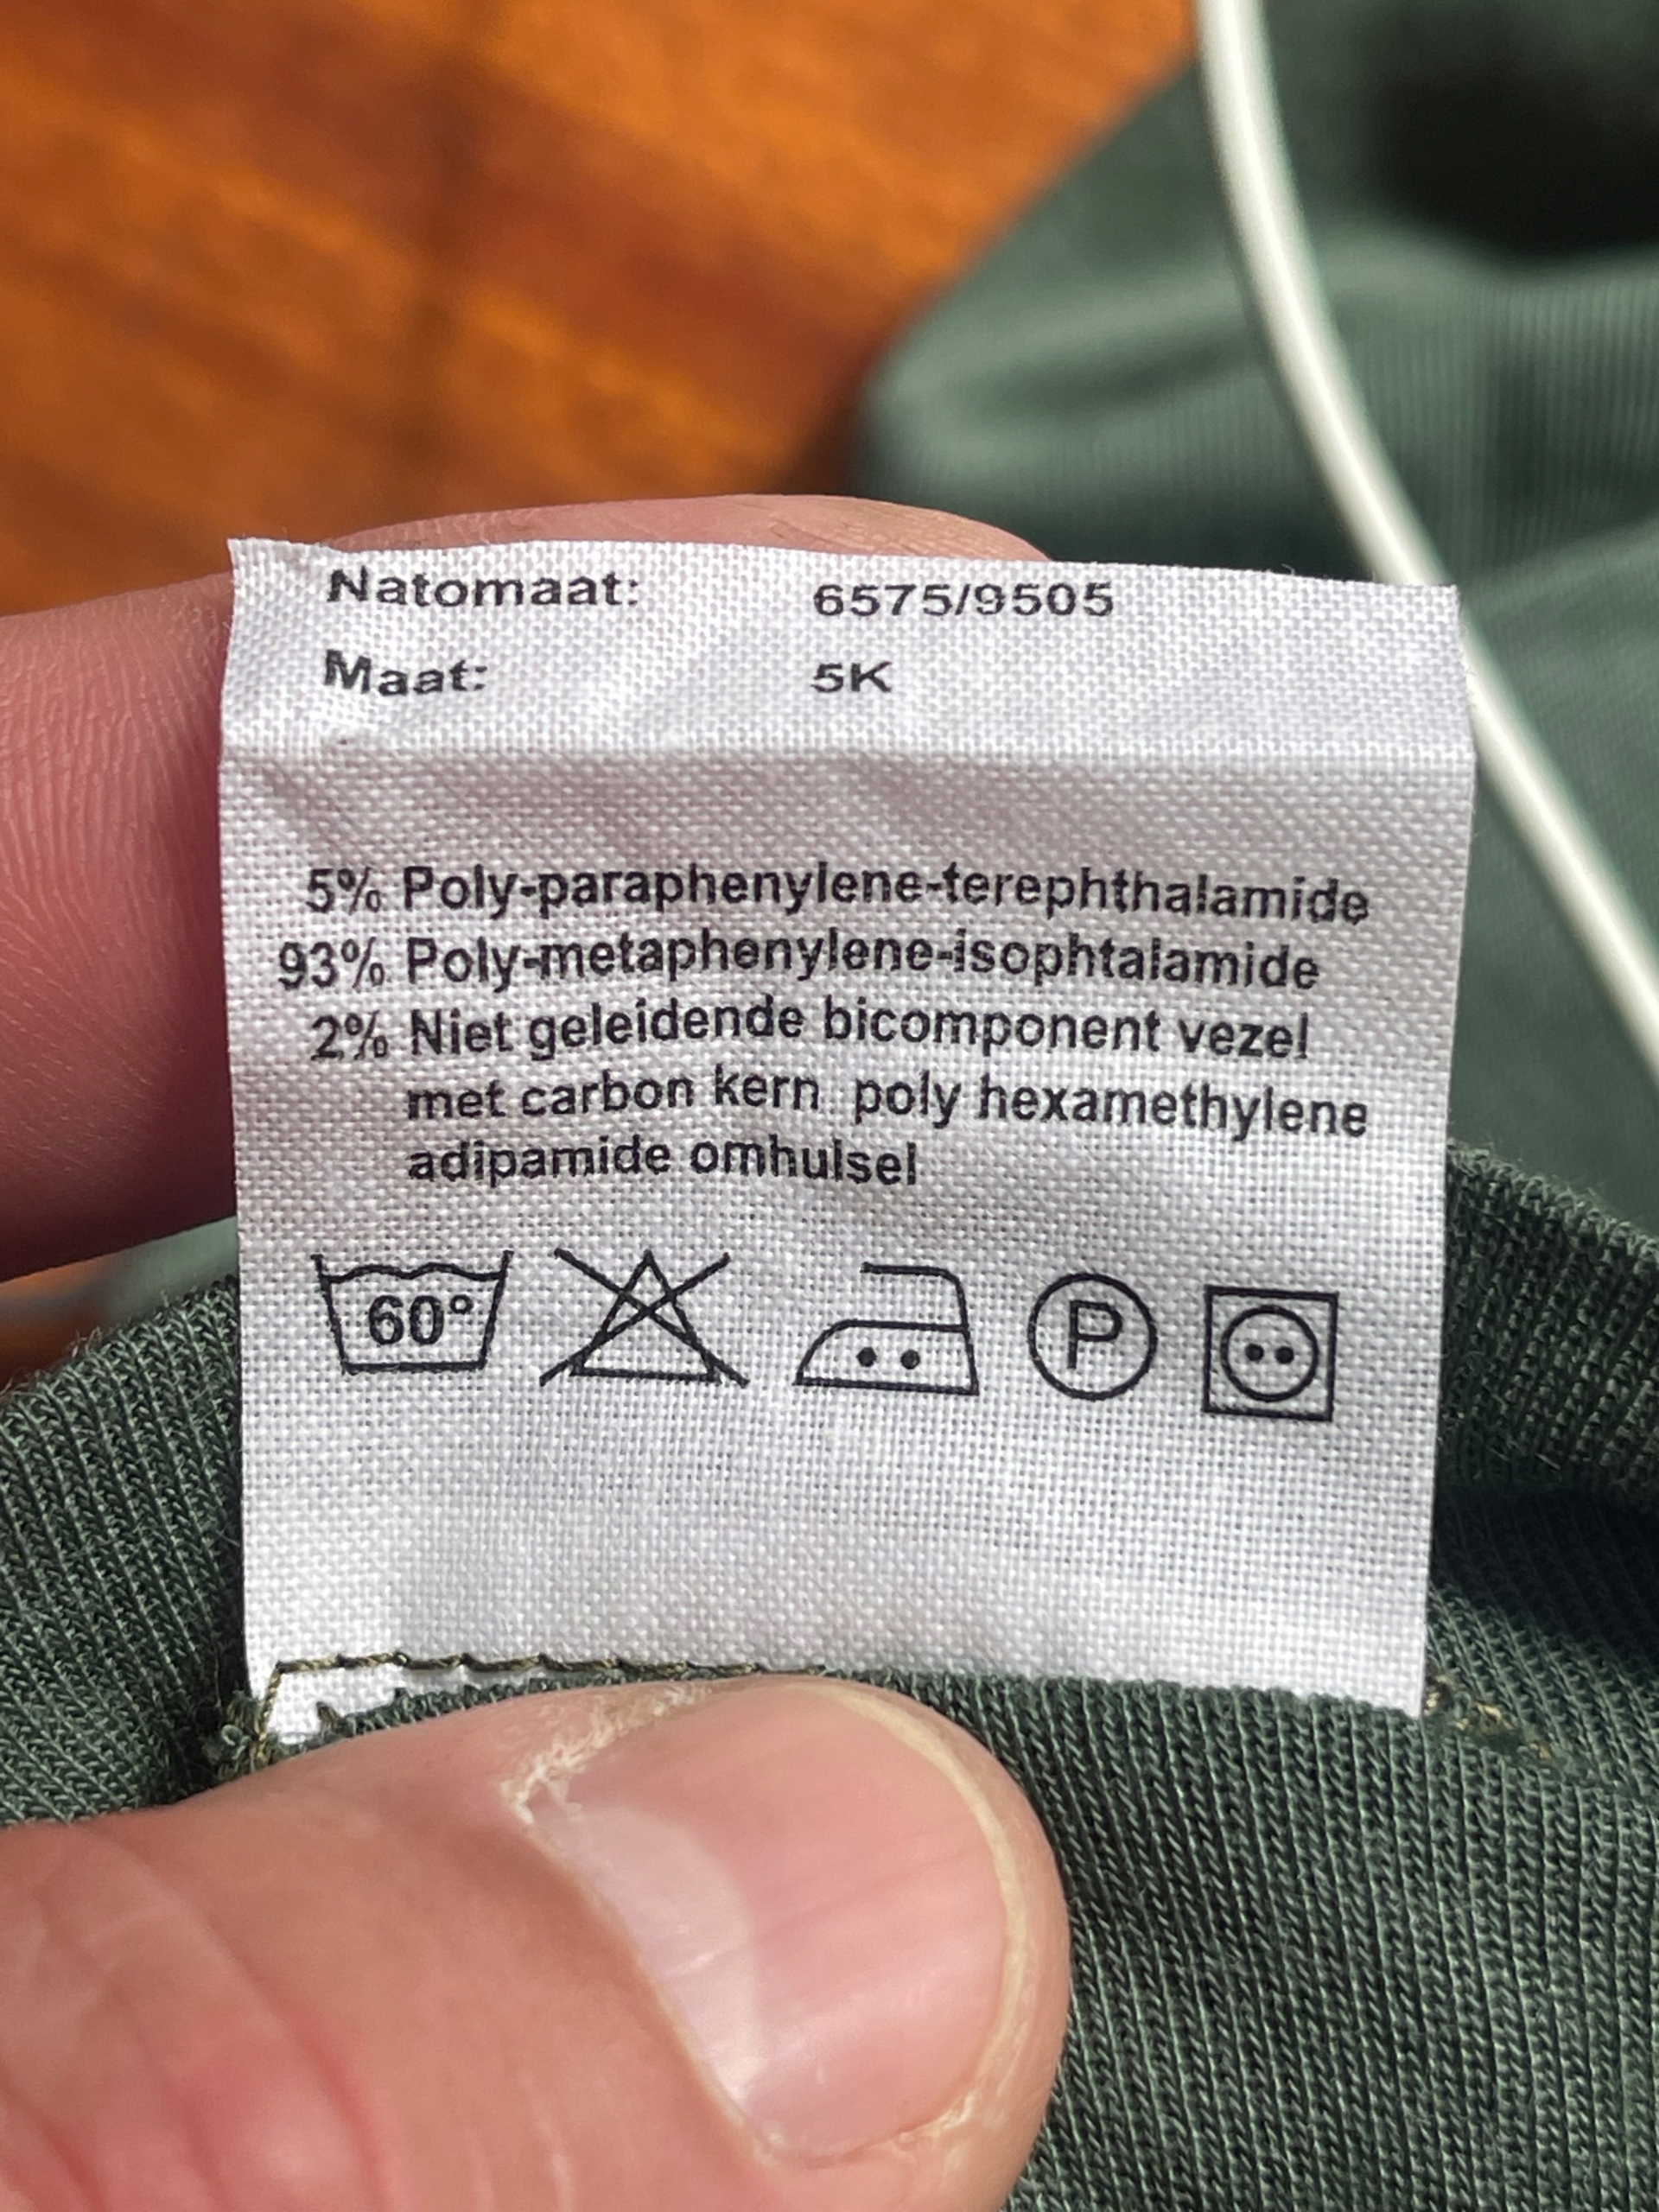 Natomaat: 6575/9505
Maat: 5K
5% Poly-paraphenylene-terephthalamide
93% Poly-metaphenylene-isophtalamide
2% Niet geleidende bicomponent vezel
met carbon kern poly hexamethylene
adipamide omhulsel
60° P